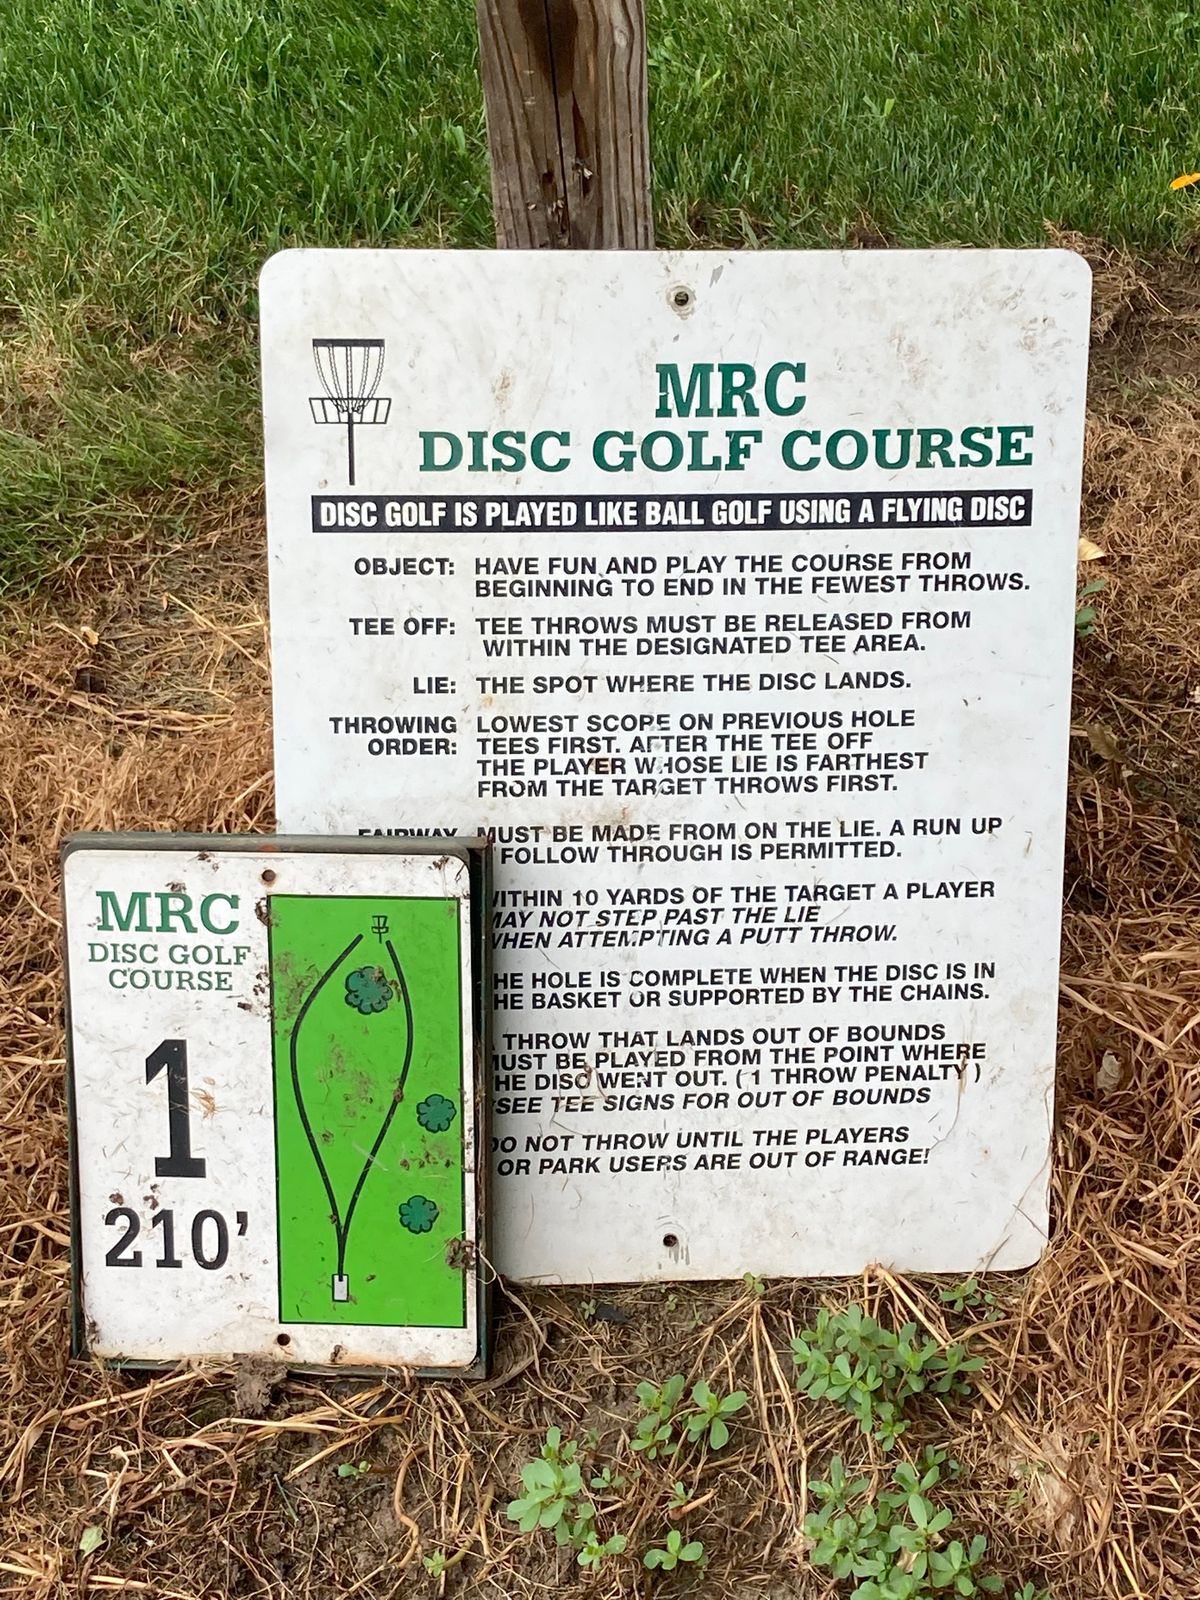 MRC
DISC GOLF COURSE
DISC GOLF IS PLAYED LIKE BALL GOLF USING A FLYING DISC
OBJECT: HAVE FUN AND PLAY THE COURSE FROM
BEGINNING TO END IN THE FEWEST THROWS.
TEE OFF: TEE THROWS MUST BE RELEASED FROM
WITHIN THE DESIGNATED TEE AREA.
LIE: THE SPOT WHERE THE DISC LANDS.
THROWING LOWEST SCORE ON PREVIOUS HOLE
ORDER: TEES FIRST. AFTER THE TEE OFF
THE PLAYER WHOSE LIE IS FARTHEST
FROM THE TARGET THROWS FIRST.
FAIRWAY MUST BE MADE FROM ON THE LIE. A RUN UP
FOLLOW THROUGH IS PERMITTED.
WITHIN 10 YARDS OF THE TARGET A PLAYER
MAY NOT STEP PAST THE LIE
WHEN ATTEMPTING A PUTT THROW.
THE HOLE IS COMPLETE WHEN THE DISC IS IN
THE BASKET OR SUPPORTED BY THE CHAINS.
THROW THAT LANDS OUT OF BOUNDS
MUST BE PLAYED FROM THE POINT WHERE
THE DISC WENT OUT. ( 1 THROW PENALTY )
SEE TEE SIGNS FOR OUT OF BOUNDS
DO NOT THROW UNTIL THE PLAYERS
OR PARK USERS ARE OUT OF RANGE!
MRC
DISC GOLF
COURSE
1
210'